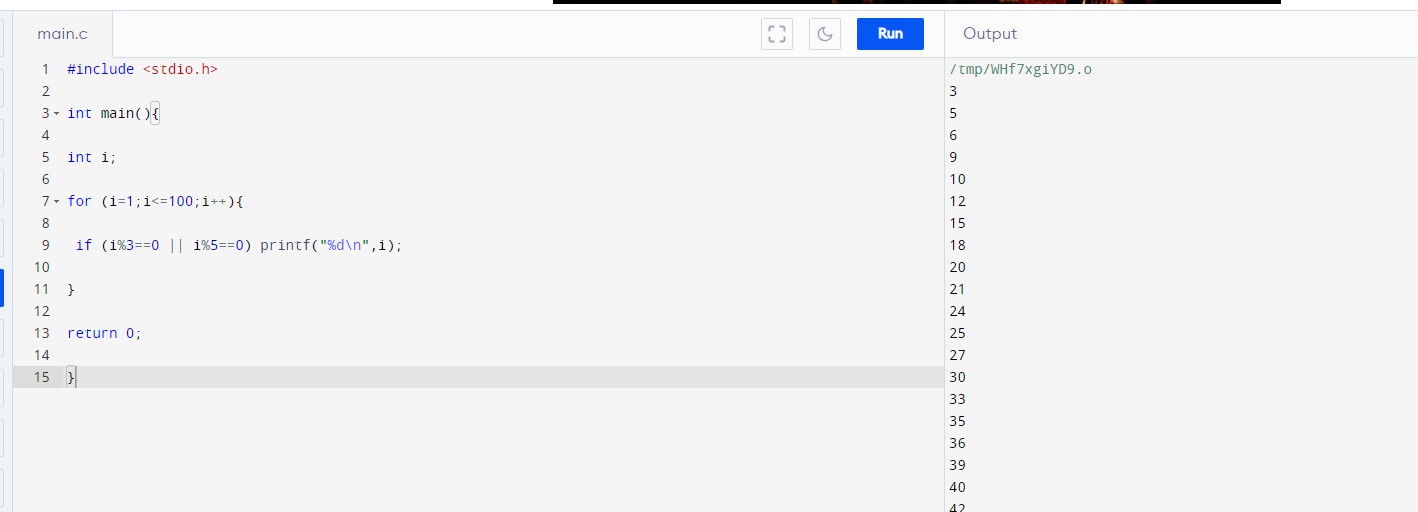 main.c
Run
Output
1 #include <stdio.h>
2
3 int main(){
4
5 int i;
6
7 for (i=1;i<=100;i++){
8
9 if (i%3==0 || i%5==0) printf("%d\n",i);
10
11 }
12
13 return 0;
14
15 }
/tmp/WHf7xgiYD9.o
3
5
6
9
10
12
15
18
20
21
24
25
27
30
33
35
36
39
40
42